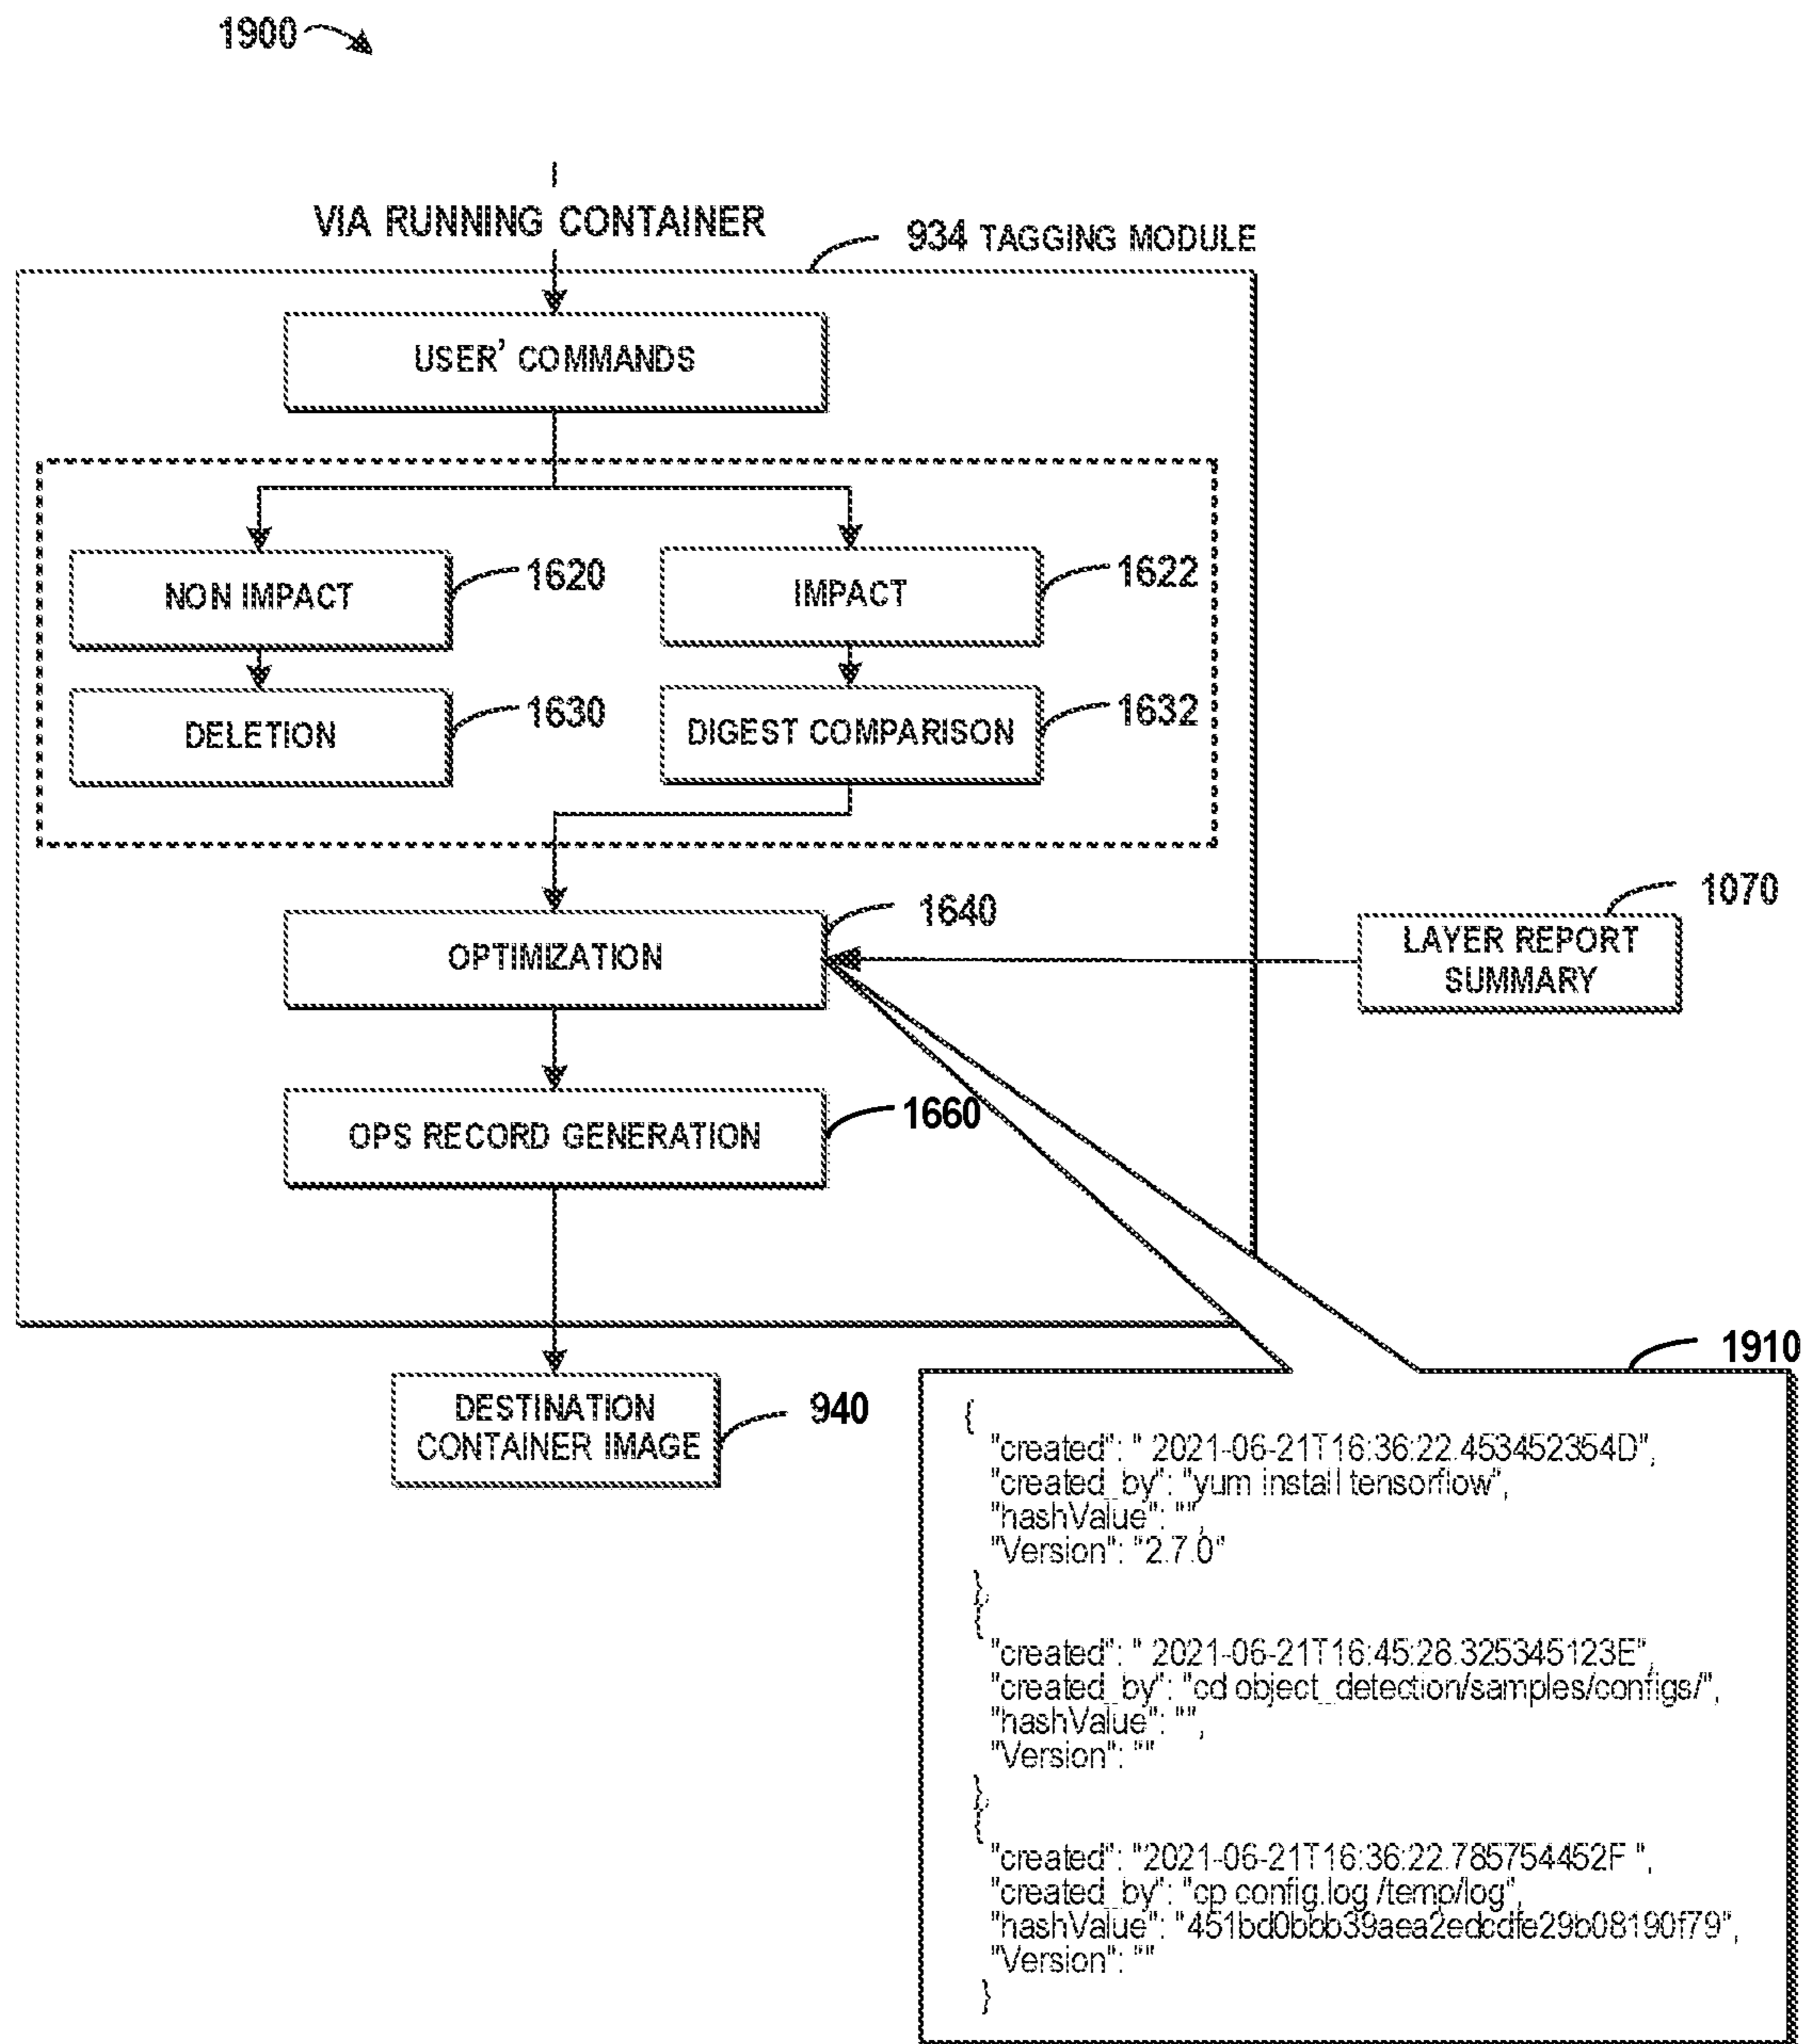 1900
VIA RUNNING CONTAINER
934 TAGGING MODULE
USER' COMMANDS
NON IMPACT
1620
IMPACT
1622
DELETION
1630
DIGEST COMPARISON
1632
OPTIMIZATION
1640
LAYER REPORT
SUMMARY
1070
OPS RECORD GENERATION
1660
DESTINATION
CONTAINER IMAGE
940
1910
{
"created": " 2021-06-21T16:36:22.453452354D",
"created_by": "yum install tensorflow",
"hashValue": "",
"Version": "2.7.0"
},
{
"created": " 2021-06-21T16:45:28.325345123E",
"created_by": "cd object_detection/samples/configs/",
"hashValue": "",
"Version": ""
},
{
"created": "2021-06-21T16:36:22.785754452F ",
"created_by": "cp config.log /temp/log",
"hashValue": "451bd0bbb39aea2edcdfe29b08190f79",
"Version": ""
}